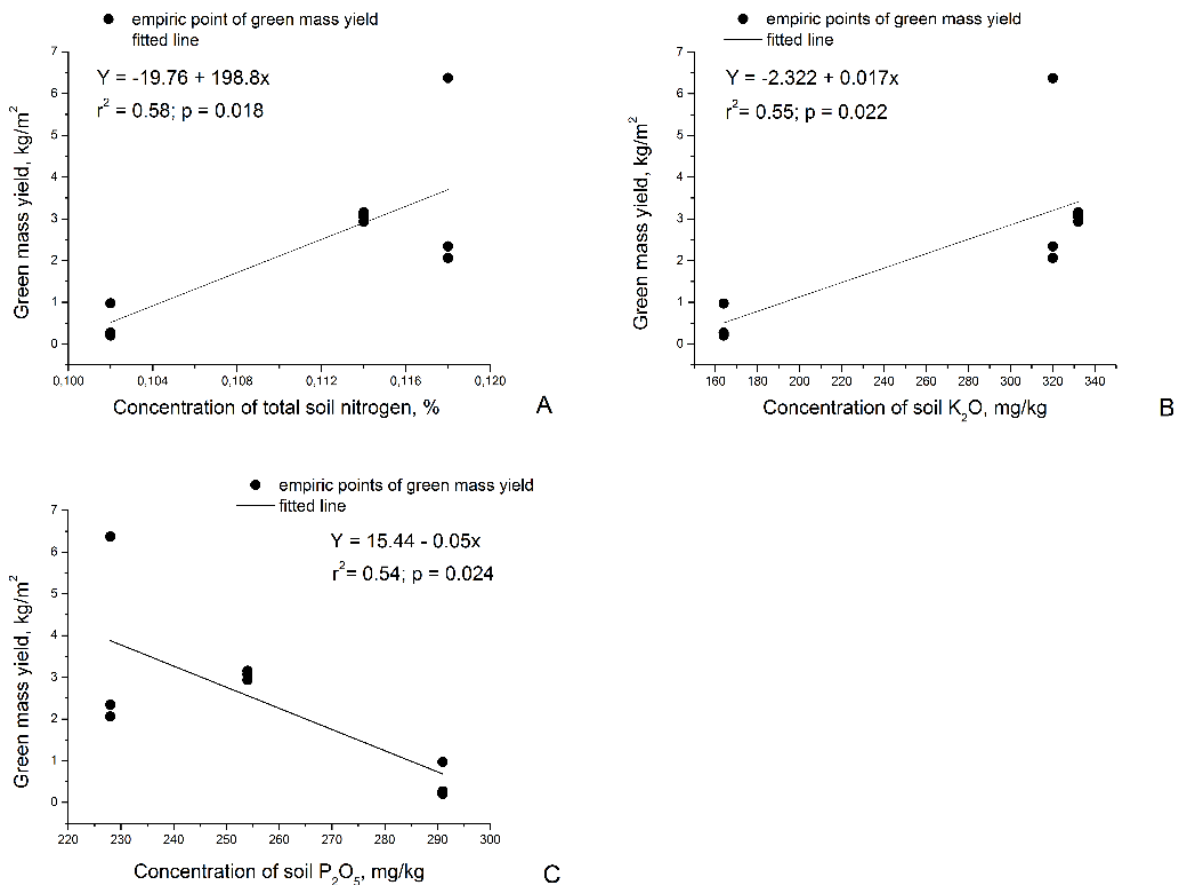 empiric point of green mass yield
fitted line
Y = -19.76 + 198.8x
r² = 0.58; p = 0.018
Green mass yield, kg/m²
7
6
5
4
3
2
1
0
0,100 0,104 0,108 0,112 0,116 0,120
Concentration of total soil nitrogen, %
A
empiric points of green mass yield
fitted line
Y = -2.322 + 0.017x
r²= 0.55; p = 0.022
Green mass yield, kg/m²
7
6
5
4
3
2
1
0
160 180 200 220 240 260 280 300 320 340
Concentration of soil K₂O, mg/kg
B
empiric points of green mass yield
fitted line
Y = 15.44 - 0.05x
r²= 0.54; p = 0.024
Green mass yield, kg/m²
7
6
5
4
3
2
1
0
220 230 240 250 260 270 280 290 300
Concentration of soil P₂O₅, mg/kg
C